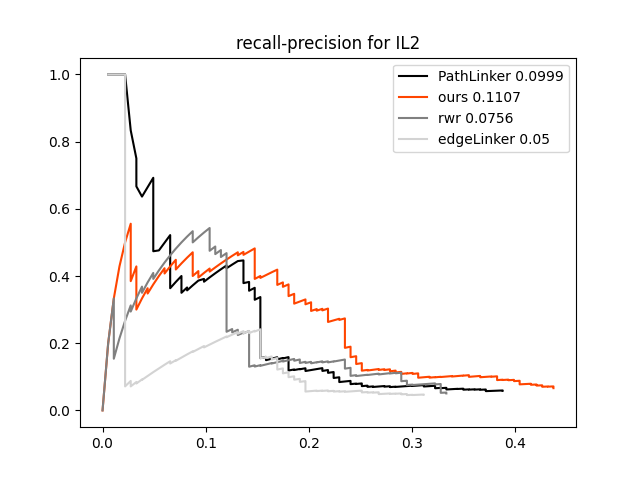 recall-precision for IL2
PathLinker 0.0999
ours 0.1107
rwr 0.0756
edgeLinker 0.05
1.0
0.8
0.6
0.4
0.2
0.0
0.0 0.1 0.2 0.3 0.4